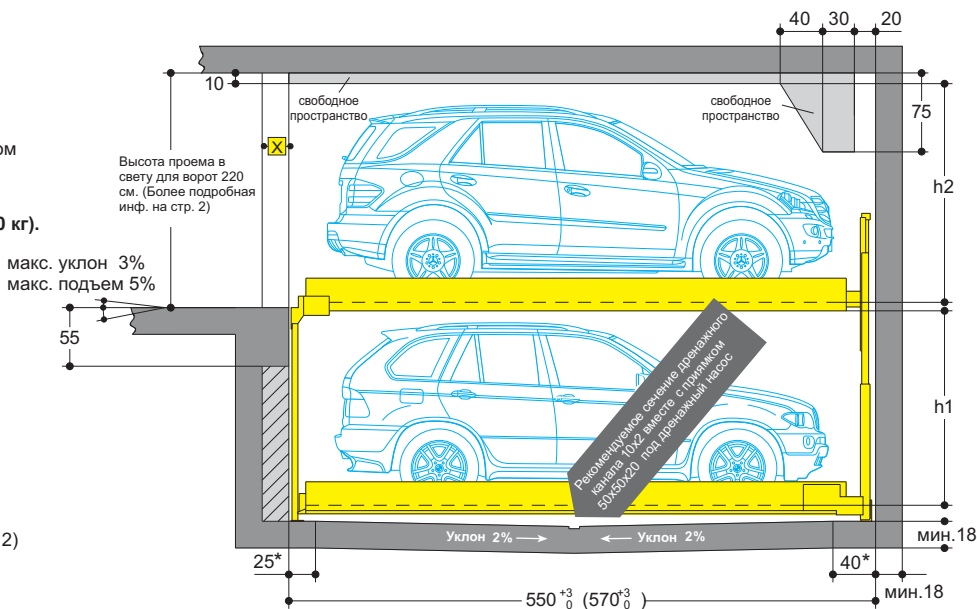 40 30 20
10
свободное
пространство
свободное
пространство
75
ом
X
Высота проема в
свету для ворот 220
см. (Более подробная
инф. на стр. 2)
h2
0 кг).
макс. уклон 3%
макс. подъем 5%
55
Рекомендуемое сечение дренажного
канала 10x2 вместе с приямком
50x50x20 под дренажный насос
h1
2)
Уклон 2% Уклон 2%
мин.18
25* 40*
мин.18
550 +3 0 (570 +3 0)